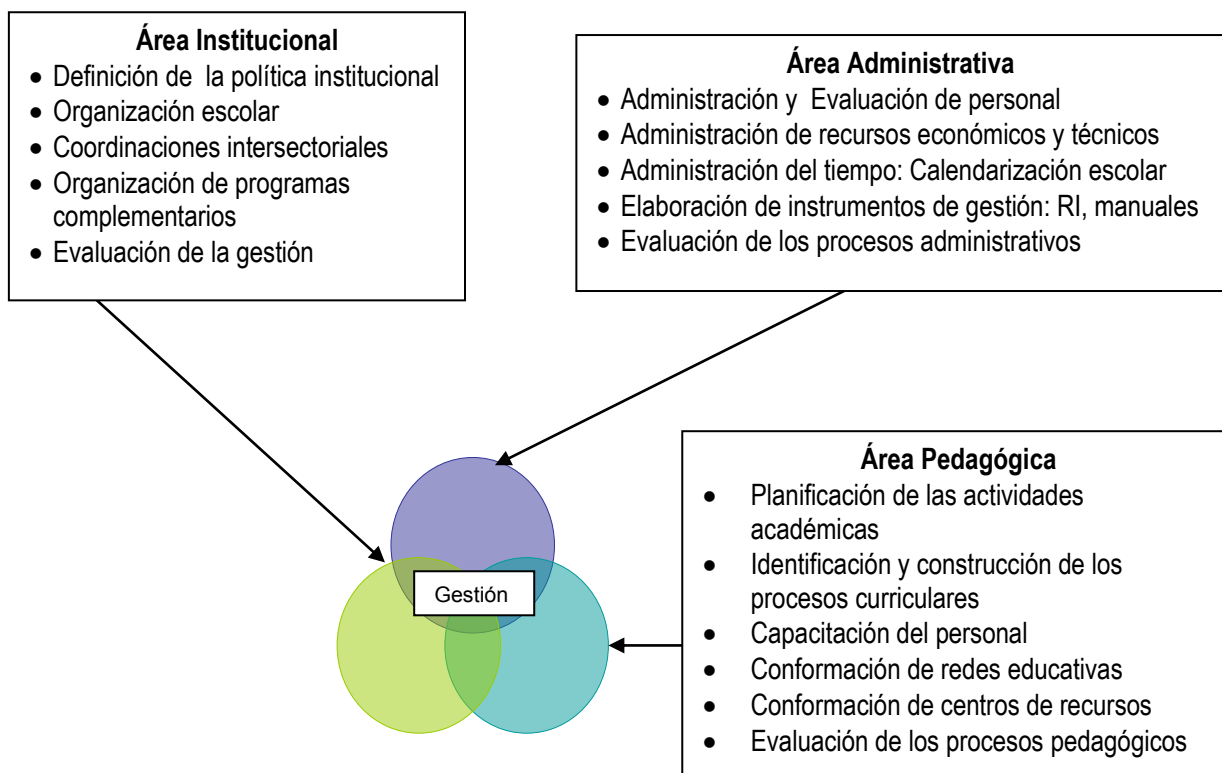 Área Institucional
• Definición de la política institucional
• Organización escolar
• Coordinaciones intersectoriales
• Organización de programas
complementarios
• Evaluación de la gestión
Área Administrativa
• Administración y Evaluación de personal
• Administración de recursos económicos y técnicos
• Administración del tiempo: Calendarización escolar
• Elaboración de instrumentos de gestión: RI, manuales
• Evaluación de los procesos administrativos
Gestión
Área Pedagógica
• Planificación de las actividades
académicas
• Identificación y construcción de los
procesos curriculares
• Capacitación del personal
• Conformación de redes educativas
• Conformación de centros de recursos
• Evaluación de los procesos pedagógicos